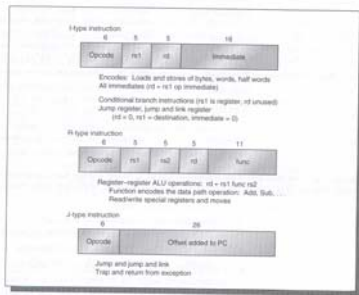 I-type instruction
6 5 5 16
Opcode rs1 rd Immediate
Encodes: Loads and stores of bytes, words, half words
All immediates (rd = rs1 op immediate)
Conditional branch instructions (rs1 is register, rd unused)
Jump register, jump and link register
(rd = 0, rs1 = destination, immediate = 0)
R-type instruction
6 5 5 5 11
Opcode rs1 rs2 rd func
Register–register ALU operations: rd = rs1 func rs2
Function encodes the data path operation: Add, Sub, . . .
Read/write special registers and moves
J-type instruction
6 26
Opcode Offset added to PC
Jump and jump and link
Trap and return from exception